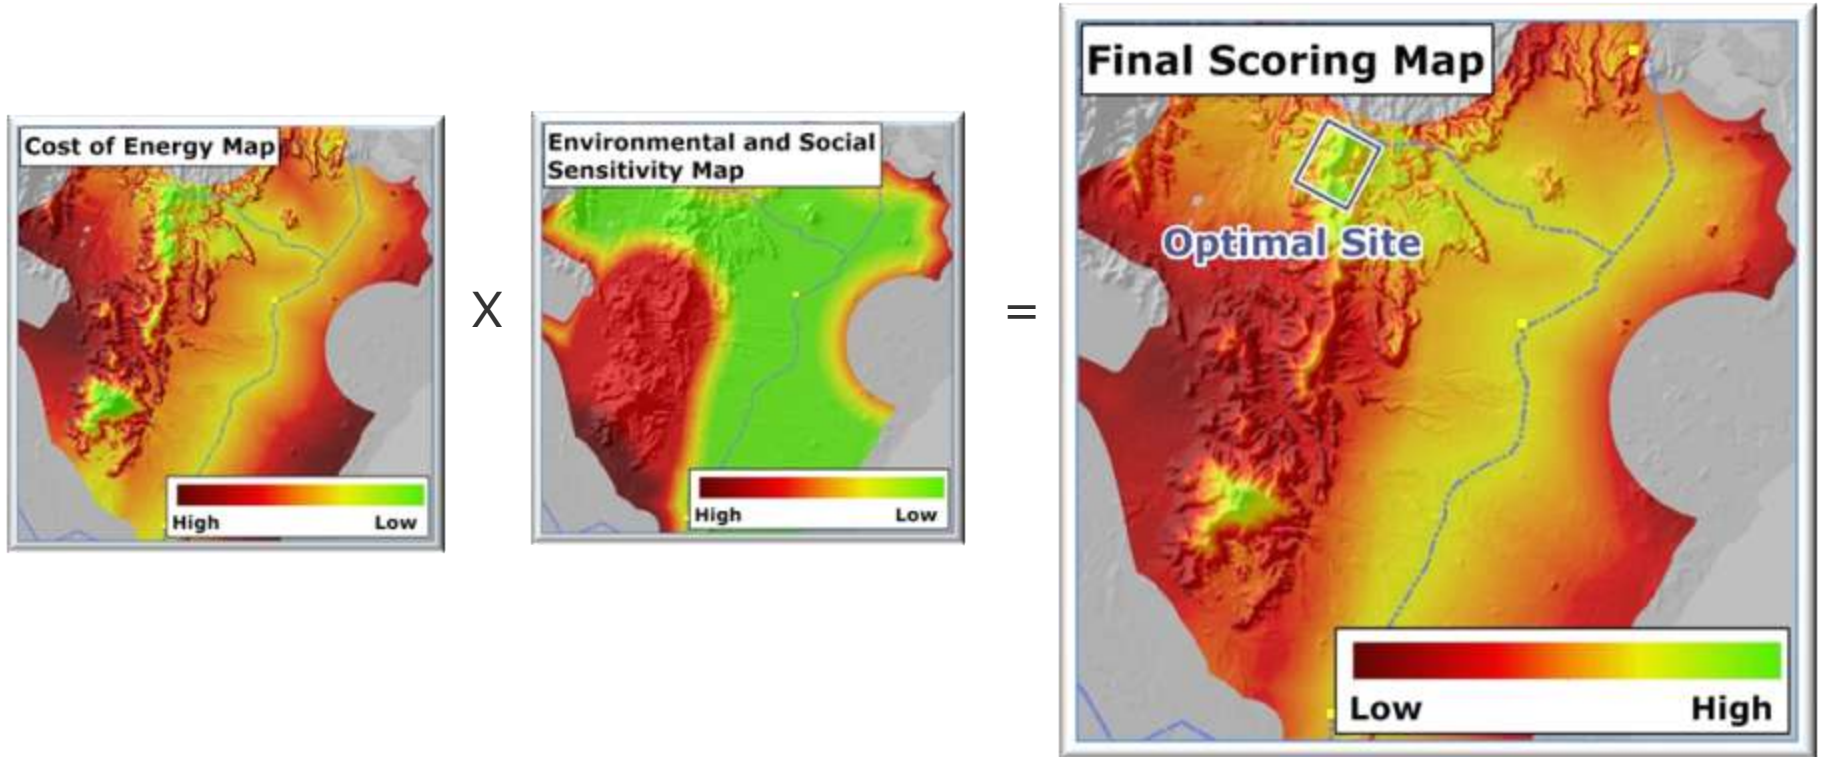 Cost of Energy Map
High Low
X
Environmental and Social
Sensitivity Map
High Low
=
Final Scoring Map
Optimal Site
Low High